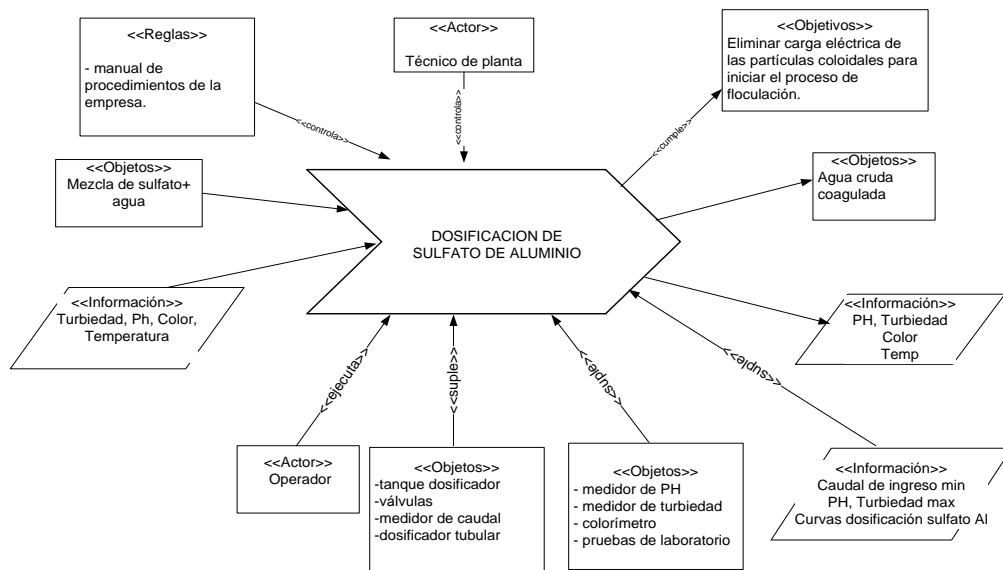 <<Reglas>>
- manual de
procedimientos de la
empresa.
<<Actor>>
Técnico de planta
<<Objetivos>>
Eliminar carga eléctrica de
las partículas coloidales para
iniciar el proceso de
floculación.
<<controla>>
<<controla>>
<<cumple>>
<<Objetos>>
Mezcla de sulfato+
agua
<<Objetos>>
Agua cruda
coagulada
DOSIFICACION DE
SULFATO DE ALUMINIO
<<Información>>
Turbiedad, Ph, Color,
Temperatura
<<Información>>
PH, Turbiedad
Color
Temp
<<ejecuta>>
<<suple>>
<<suple>>
<<suple>>
<<Actor>>
Operador
<<Objetos>>
-tanque dosificador
-válvulas
-medidor de caudal
-dosificador tubular
<<Objetos>>
- medidor de PH
- medidor de turbiedad
- colorímetro
- pruebas de laboratorio
<<Información>>
Caudal de ingreso min
PH, Turbiedad max
Curvas dosificación sulfato Al